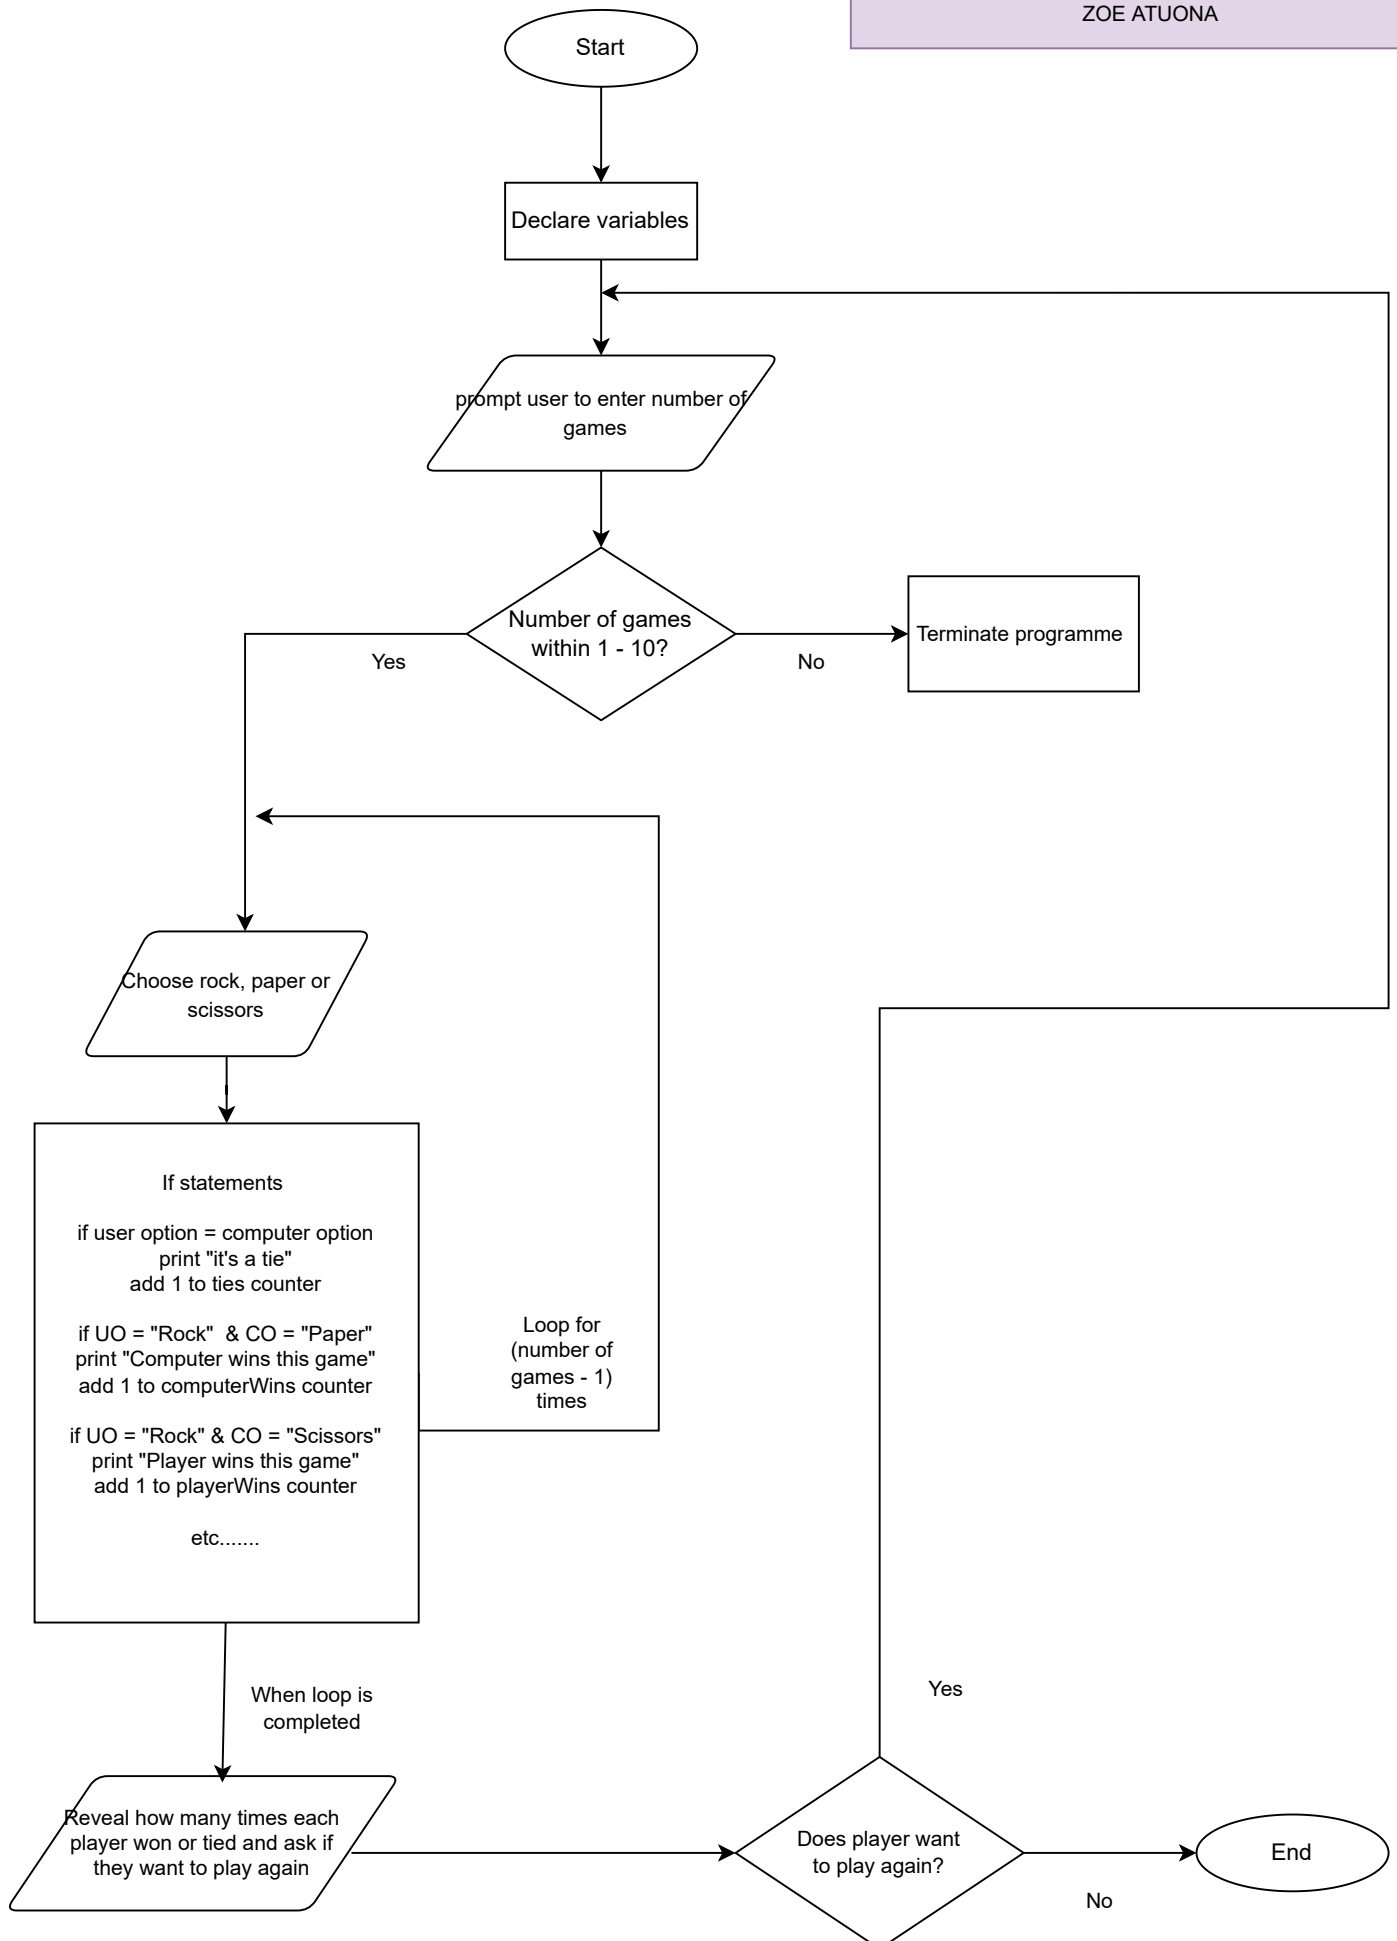 ZOE ATUONA
Start
Declare variables
prompt user to enter number of
games
Number of games
within 1 - 10?
Yes
No
Terminate programme
Choose rock, paper or
scissors
If statements
if user option = computer option
print "it's a tie"
add 1 to ties counter
if UO = "Rock"  & CO = "Paper"
print "Computer wins this game"
add 1 to computerWins counter
if UO = "Rock" & CO = "Scissors"
print "Player wins this game"
add 1 to playerWins counter
etc.......
Loop for
(number of
games - 1)
times
When loop is
completed
Reveal how many times each
player won or tied and ask if
they want to play again
Does player want
to play again?
Yes
No
End